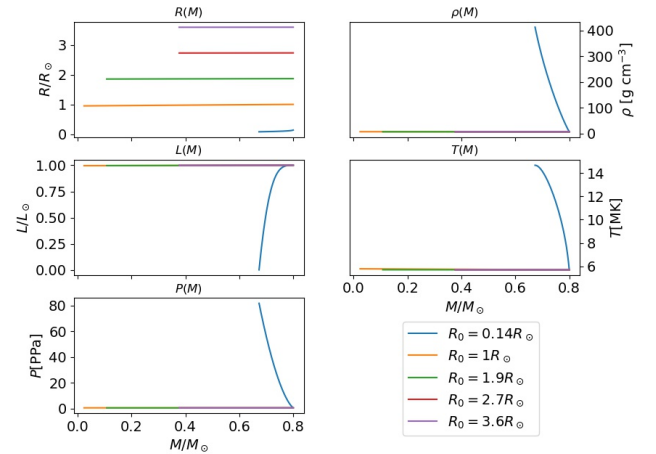 R(M)
ρ(M)
R/R⊙
3
2
1
0
400
300
200
100
0
ρ [g cm⁻³]
L(M)
T(M)
L/L⊙
1.00
0.75
0.50
0.25
0.00
14
12
10
8
6
T[MK]
P(M)
0.0 0.2 0.4 0.6 0.8
M/M⊙
P[PPa]
80
60
40
20
0
0.0 0.2 0.4 0.6 0.8
M/M⊙
R₀ = 0.14R⊙
R₀ = 1R⊙
R₀ = 1.9R⊙
R₀ = 2.7R⊙
R₀ = 3.6R⊙